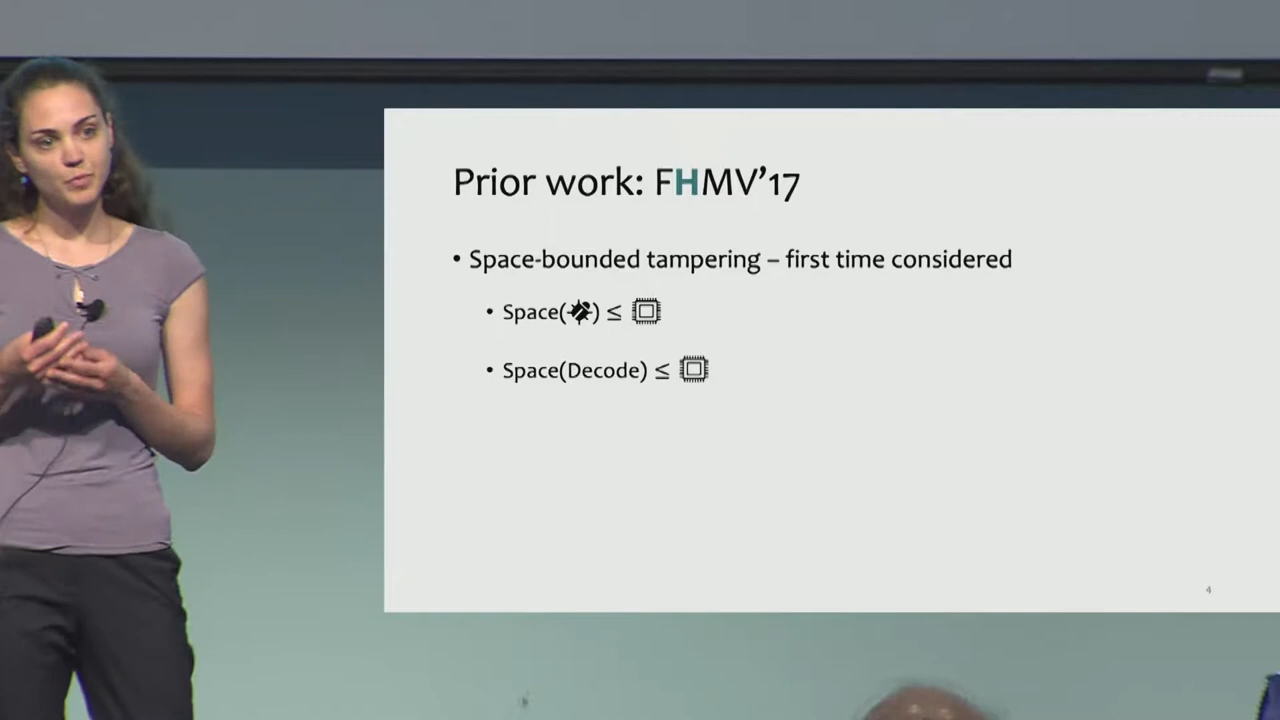 Prior work: FHMV’17
• Space-bounded tampering – first time considered
• Space( ) ≤
• Space(Decode) ≤
4